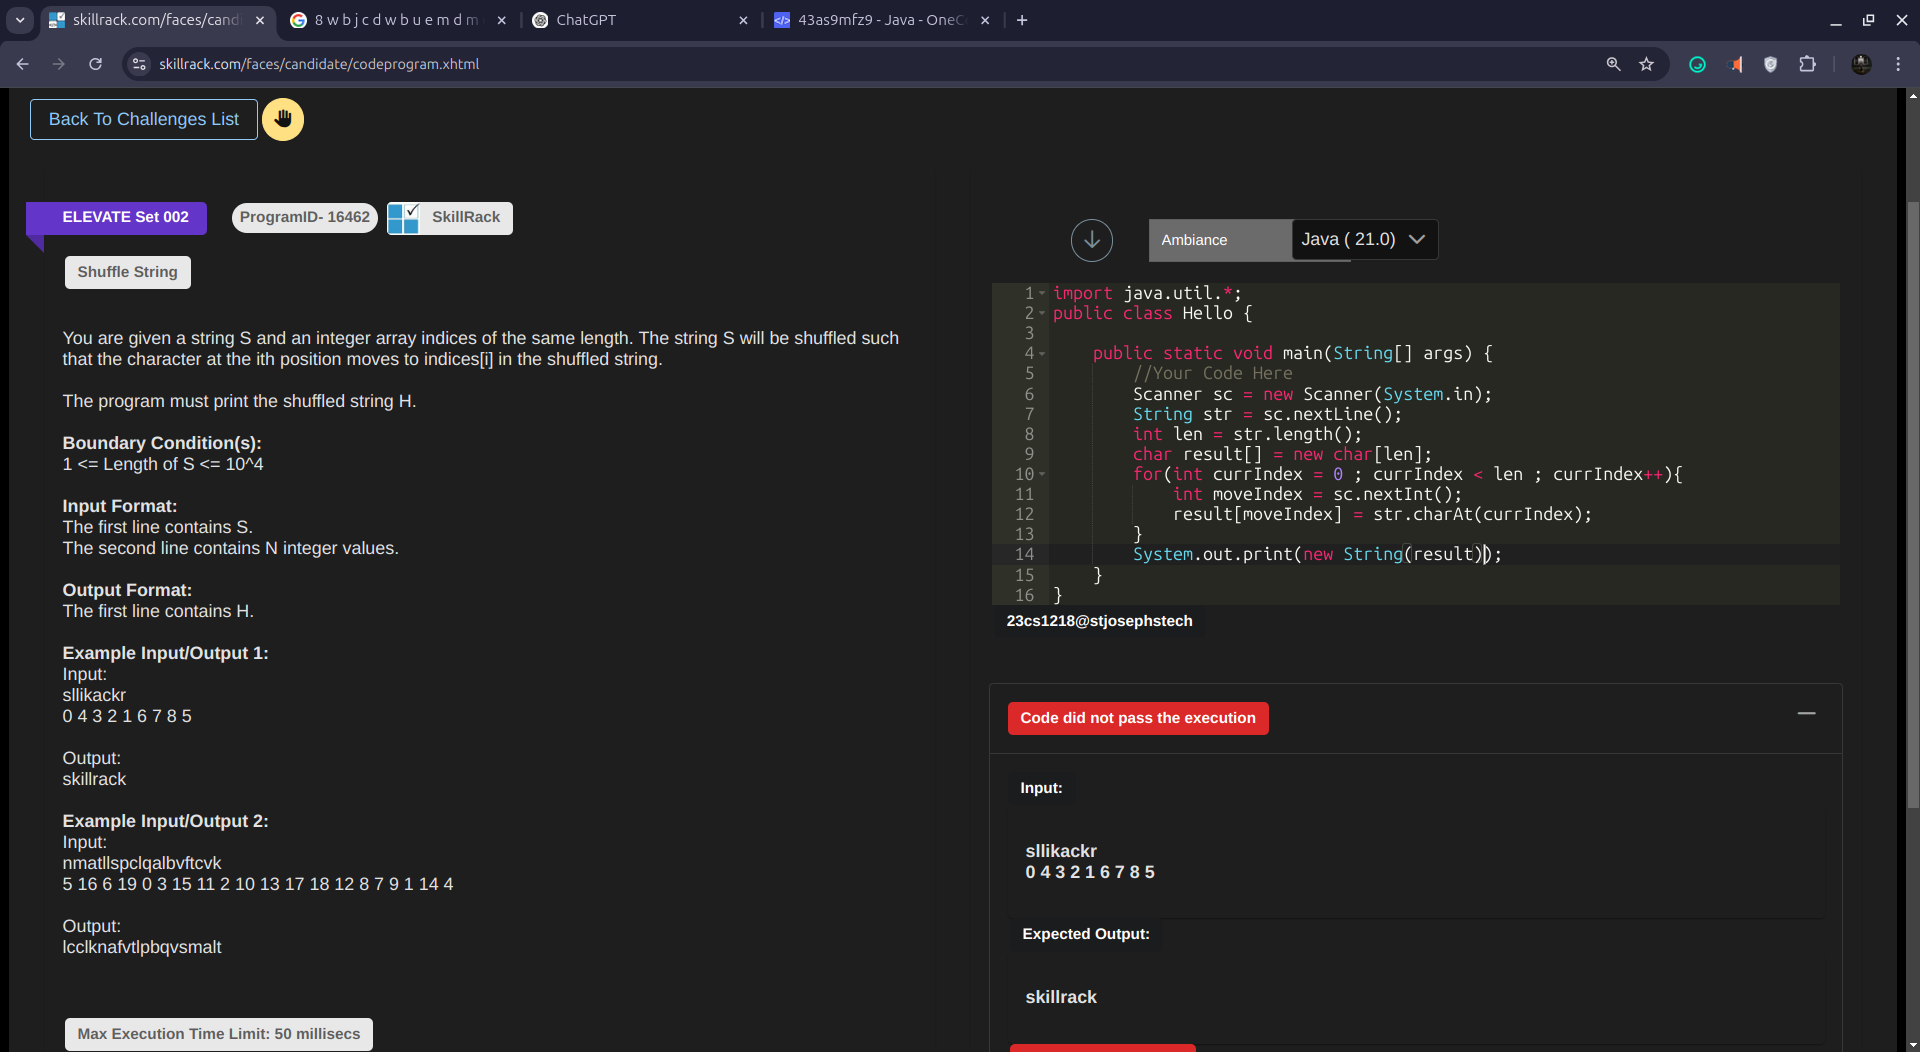 skillrack.com/faces/cand
8 w b j c d w b u e m d m
ChatGPT
43as9mfz9 - Java - OneC
skillrack.com/faces/candidate/codeprogram.xhtml
Back To Challenges List
ELEVATE Set 002
ProgramID- 16462
SkillRack
Shuffle String
You are given a string S and an integer array indices of the same length. The string S will be shuffled such
that the character at the ith position moves to indices[i] in the shuffled string.
The program must print the shuffled string H.
Boundary Condition(s):
1 <= Length of S <= 10^4
Input Format:
The first line contains S.
The second line contains N integer values.
Output Format:
The first line contains H.
Example Input/Output 1:
Input:
sllikackr
0 4 3 2 1 6 7 8 5
Output:
skillrack
Example Input/Output 2:
Input:
nmatllspclqalbvftcvk
5 16 6 19 0 3 15 11 2 10 13 17 18 12 8 7 9 1 14 4
Output:
lcclknafvtlpbqvsmalt
Max Execution Time Limit: 50 millisecs
Ambiance
Java ( 21.0)
1 import java.util.*;
2 public class Hello {
3
4 public static void main(String[] args) {
5 //Your Code Here
6 Scanner sc = new Scanner(System.in);
7 String str = sc.nextLine();
8 int len = str.length();
9 char result[] = new char[len];
10 for(int currIndex = 0 ; currIndex < len ; currIndex++){
11 int moveIndex = sc.nextInt();
12 result[moveIndex] = str.charAt(currIndex);
13 }
14 System.out.print(new String(result));
15 }
16 }
23cs1218@stjosephstech
Code did not pass the execution
Input:
sllikackr
0 4 3 2 1 6 7 8 5
Expected Output:
skillrack